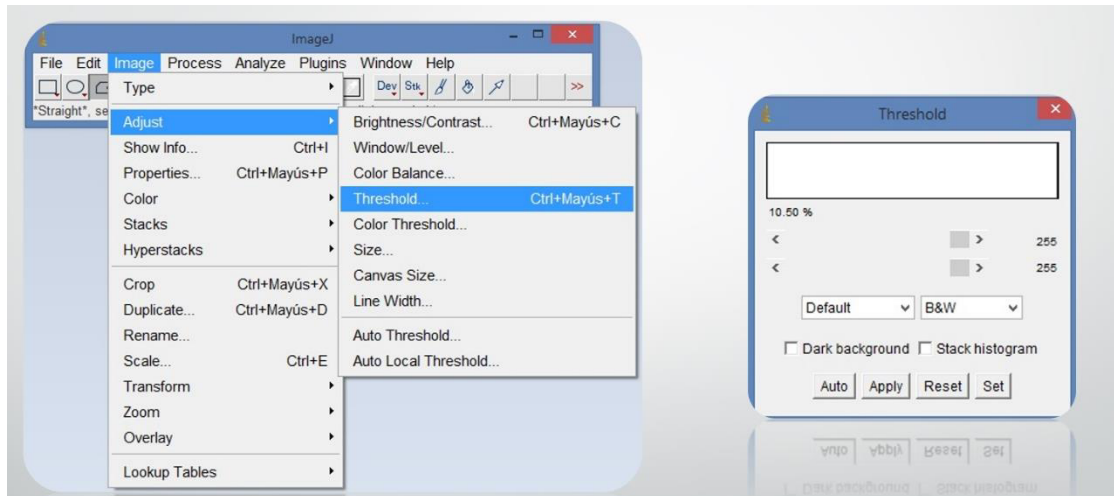 ImageJ
File Edit Image Process Analyze Plugins Window Help
Dev Stk >>
*Straight*, se
Type
Adjust
Show Info... Ctrl+I
Properties... Ctrl+Mayús+P
Color
Stacks
Hyperstacks
Crop Ctrl+Mayús+X
Duplicate... Ctrl+Mayús+D
Rename...
Scale... Ctrl+E
Transform
Zoom
Overlay
Lookup Tables
Brightness/Contrast... Ctrl+Mayús+C
Window/Level...
Color Balance...
Threshold... Ctrl+Mayús+T
Color Threshold...
Size...
Canvas Size...
Line Width...
Auto Threshold...
Auto Local Threshold...
Threshold
10.50 %
255
255
Default B&W
Dark background Stack histogram
Auto Apply Reset Set